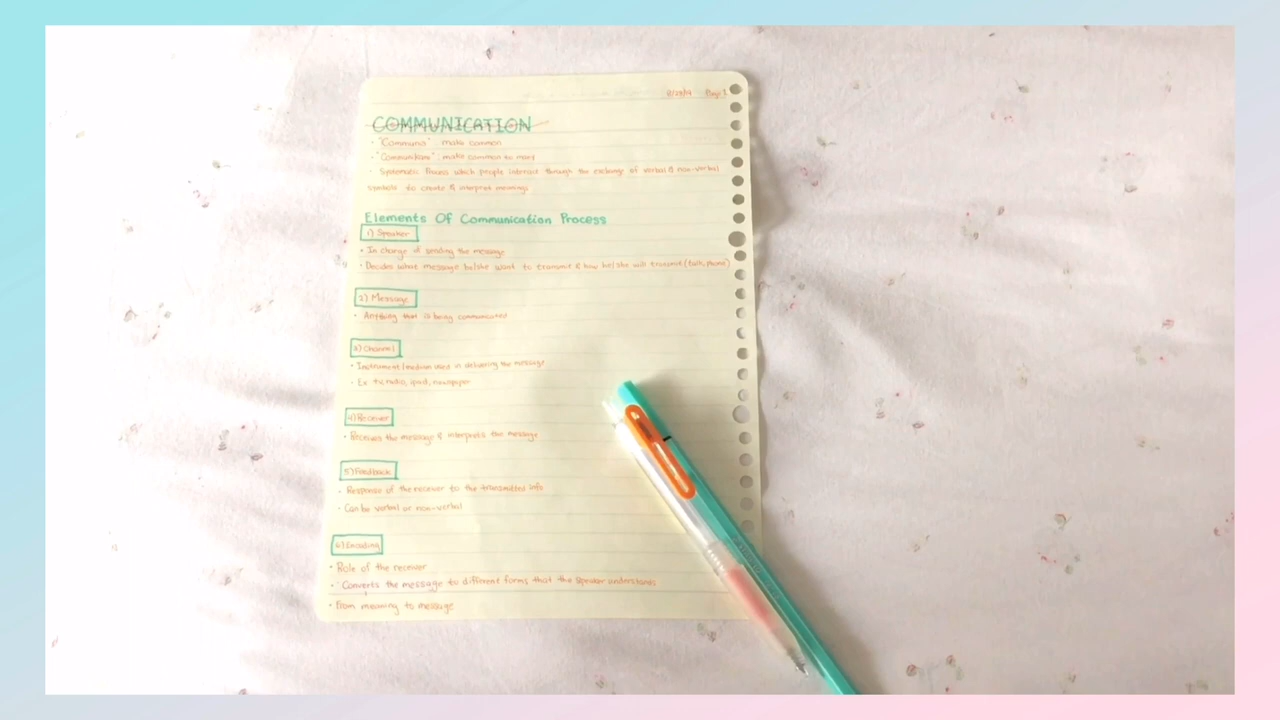 8/29/19 Page 1
COMMUNICATION
• "Communis" : make common
• "Communicare" : make common to many
• Systematic Process which people interact through the exchange of verbal & non-verbal
symbols to create & interpret meanings
Elements Of Communication Process
1) Speaker
• In charge of sending the message
• Decides what message he/she want to transmit & how he/she will transmit (talk, phone)
2) Message
• Anything that is being communicated
3) Channel
• Instrument/medium used in delivering the message
• Ex. tv, radio, ipad, newspaper
4) Receiver
• Receives the message & interprets the message
5) Feedback
• Response of the receiver to the transmitted info
• Can be verbal or non-verbal
6) Encoding
• Role of the receiver
• Converts the message to different forms that the speaker understands
• From meaning to message